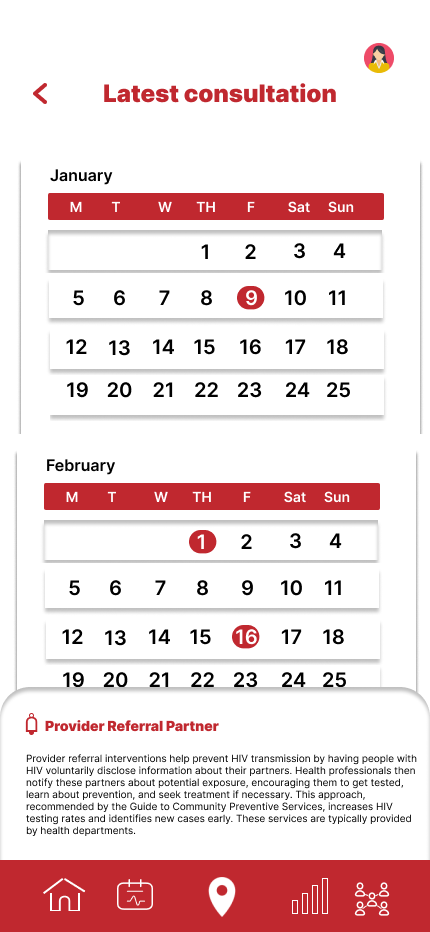 Latest consultation
January
M T W TH F Sat Sun
1 2 3 4
5 6 7 8 9 10 11
12 13 14 15 16 17 18
19 20 21 22 23 24 25
February
M T W TH F Sat Sun
1 2 3 4
5 6 7 8 9 10 11
12 13 14 15 16 17 18
19 20 21 22 23 24 25
Provider Referral Partner
Provider referral interventions help prevent HIV transmission by having people with
HIV voluntarily disclose information about their partners. Health professionals then
notify these partners about potential exposure, encouraging them to get tested,
learn about prevention, and seek treatment if necessary. This approach,
recommended by the Guide to Community Preventive Services, increases HIV
testing rates and identifies new cases early. These services are typically provided
by health departments.